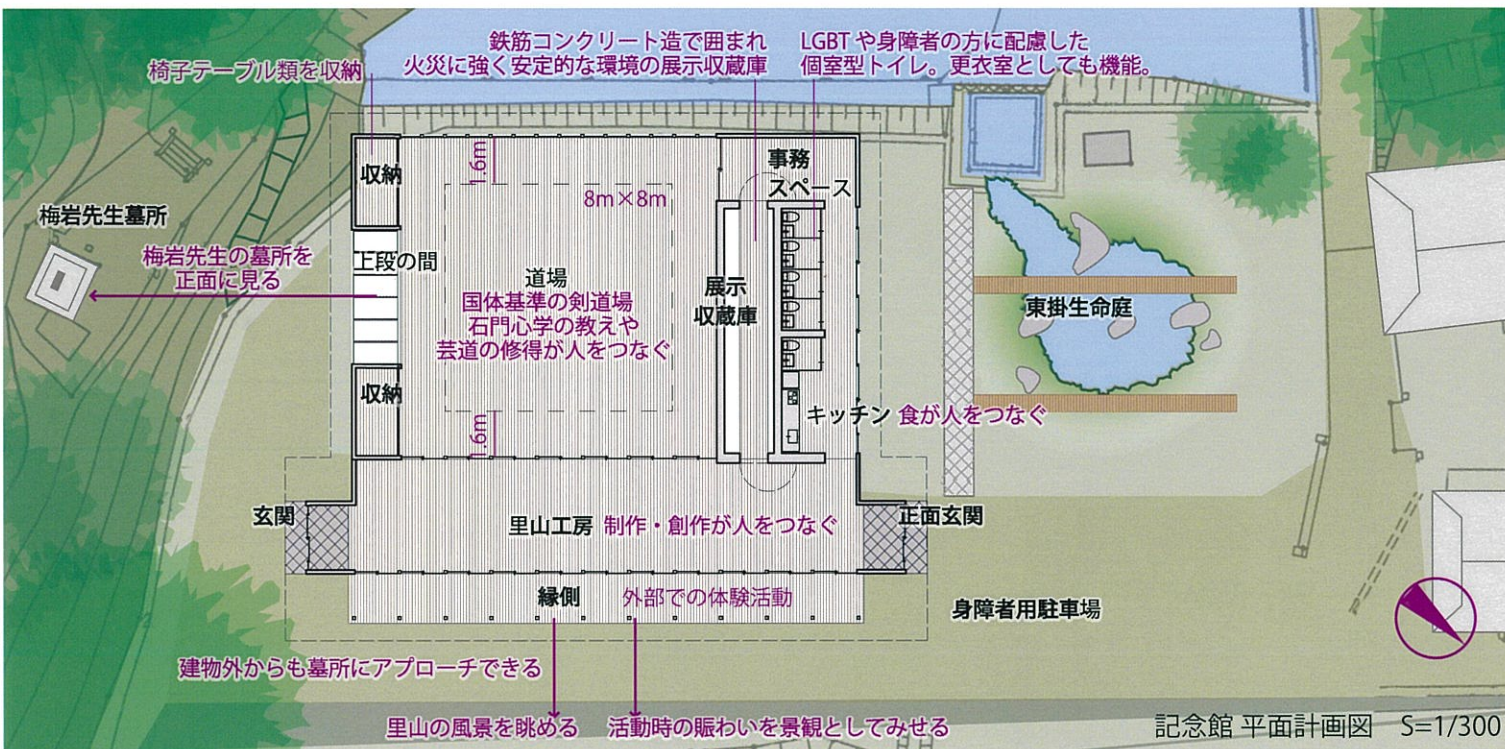 鉄筋コンクリート造で囲まれ
火災に強く安定的な環境の展示収蔵庫
LGBTや身障者の方に配慮した
個室型トイレ。更衣室としても機能。
椅子テーブル類を収納
収納
1.6m
8m×8m
事務
スペース
梅岩先生墓所
梅岩先生の墓所を
正面に見る
上段の間
道場
国体基準の剣道場
石門心学の教えや
芸道の修得が人をつなぐ
展示
収蔵庫
東掛生命庭
収納
1.6m
キッチン 食が人をつなぐ
玄関
里山工房 制作・創作が人をつなぐ
正面玄関
縁側 外部での体験活動
身障者用駐車場
建物外からも墓所にアプローチできる
里山の風景を眺める
活動時の賑わいを景観としてみせる
記念館 平面計画図 S=1/300